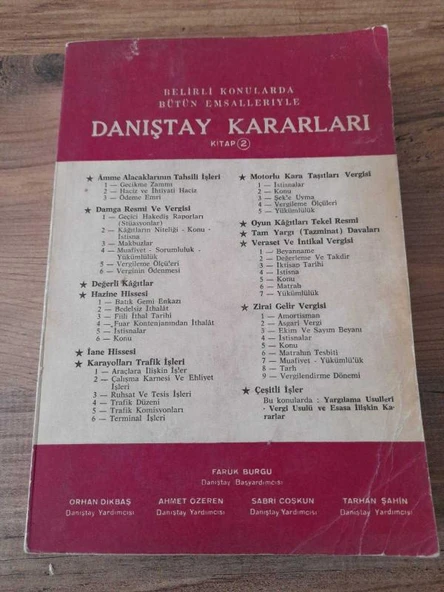 BELİRLİ KONULARDA
BÜTÜN EMSALLERİYLE
DANIŞTAY KARARLARI
KİTAP 2
★ Âmme Alacaklarının Tahsili İşleri
1 — Gecikme Zammı
2 — Haciz ve İhtiyati Haciz
3 — Ödeme Emri
★ Damga Resmi Ve Vergisi
1 — Geçici Hakediş Raporları
(Stüasyonlar)
2 — Kâğıtların Niteliği - Konu -
İstisna
3 — Makbuzlar
4 — Muafiyet - Sorumluluk -
Yükümlülük
5 — Vergileme Ölçüleri
6 — Verginin Ödenmesi
★ Değerli Kâğıtlar
★ Hazine Hissesi
1 — Batık Gemi Enkazı
2 — Bedelsiz İthalât
3 — Fiili İthal Tarihi
4 — Fuar Kontenjanından İthalât
5 — İstisnalar
6 — Konu
★ İane Hissesi
★ Karayolları Trafik İşleri
1 — Araçlara İlişkin İşler
2 — Çalışma Karnesi Ve Ehliyet
İşleri
3 — Ruhsat Ve Tesis İşleri
4 — Trafik Düzeni
5 — Trafik Komisyonları
6 — Terminal İşleri
★ Motorlu Kara Taşıtları Vergisi
1 — İstisnalar
2 — Konu
3 — Şek'e Uyma
4 — Vergileme Ölçüleri
5 — Yükümlülük
★ Oyun Kâğıtları Tekel Resmi
★ Tam Yargı (Tazminat) Davaları
★ Veraset Ve İntikal Vergisi
1 — Beyanname
2 — Değerleme Ve Takdir
3 — İktisap Tarihi
4 — İstisna
5 — Konu
6 — Matrah
7 — Yükümlülük
★ Zirai Gelir Vergisi
1 — Amortisman
2 — Asgari Vergi
3 — Ekim Ve Sayım Beyanı
4 — İstisnalar
5 — Konu
6 — Matrahın Tesbiti
7 — Muafiyet - Yükümlülük
8 — Tarh
9 — Vergilendirme Dönemi
★ Çeşitli İşler
Bu konularda : Yargılama Usulleri
- Vergi Usulü ve Esasa İlişkin Ka-
rarlar
FARUK BURGU
Danıştay Başyardımcısı
ORHAN DİKBAŞ
Danıştay Yardımcısı
AHMET ÖZEREN
Danıştay Yardımcısı
SABRİ COŞKUN
Danıştay Yardımcısı
TARHAN ŞAHİN
Danıştay Yardımcısı